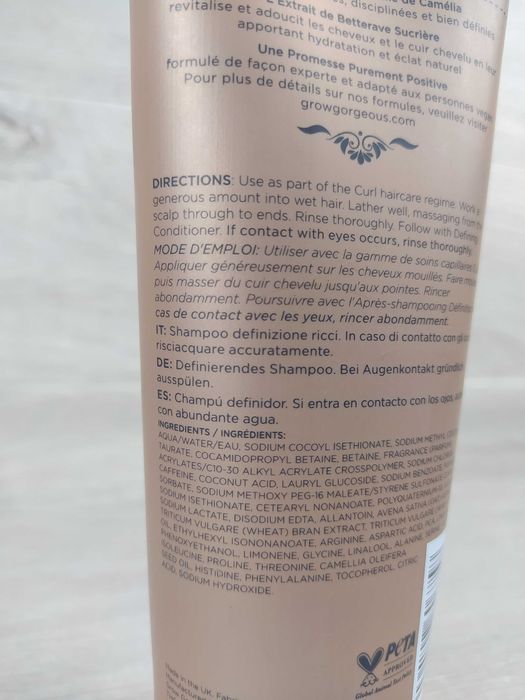 de Camélia
disciplinées et bien définies
L'Extrait de Betterave Sucrière
revitalise et adoucit les cheveux et le cuir chevelu en leur
apportant hydratation et éclat naturel
Une Promesse Purement Positive
formulé de façon experte et adapté aux personnes vegan
Pour plus de détails sur nos formules, veuillez visiter
growgorgeous.com
DIRECTIONS: Use as part of the Curl haircare regime. Work a
generous amount into wet hair. Lather well, massaging from the
scalp through to ends. Rinse thoroughly. Follow with Defining
Conditioner. If contact with eyes occurs, rinse thoroughly.
MODE D'EMPLOI: Utiliser avec la gamme de soins capillaires
Appliquer généreusement sur les cheveux mouillés. Faire
puis masser du cuir chevelu jusqu'aux pointes. Rincer
abondamment. Poursuivre avec l'Après-shampooing
cas de contact avec les yeux, rincer abondamment.
IT: Shampoo definizione ricci. In caso di contatto con gli
risciacquare accuratamente.
DE: Definierendes Shampoo. Bei Augenkontakt gründlich
ausspülen.
ES: Champú definidor. Si entra en contacto con los ojos,
con abundante agua.
INGREDIENTS / INGRÉDIENTS:
AQUA/WATER/EAU, SODIUM COCOYL ISETHIONATE, SODIUM METHYL
TAURATE, COCAMIDOPROPYL BETAINE, BETAINE, FRAGRANCE (PARFUM)
ACRYLATES/C10-30 ALKYL ACRYLATE CROSSPOLYMER, SODIUM
CAFFEINE, COCONUT ACID, LAURYL GLUCOSIDE, SODIUM BENZOATE,
SORBATE, SODIUM METHOXY PEG-16 MALEATE/STYRENE SULFONATE
SODIUM ISETHIONATE, CETEARYL NONANOATE,
SODIUM LACTATE, DISODIUM EDTA, ALLANTOIN, AVENA SATIVA
TRITICUM VULGARE (WHEAT) BRAN EXTRACT, TRITICUM VULGARE
OIL, ETHYLHEXYL ISONONANOATE, ARGININE, ASPARTIC ACID, PCA,
PHENOXYETHANOL, LIMONENE, GLYCINE, LINALOOL, ALANINE,
ISOLEUCINE, PROLINE, THREONINE, CAMELLIA OLEIFERA
SEED OIL, HISTIDINE, PHENYLALANINE, TOCOPHEROL, CITRIC
ACID, SODIUM HYDROXIDE.
PETA
APPROVED
Global Animal Test Policy
Made in the UK.